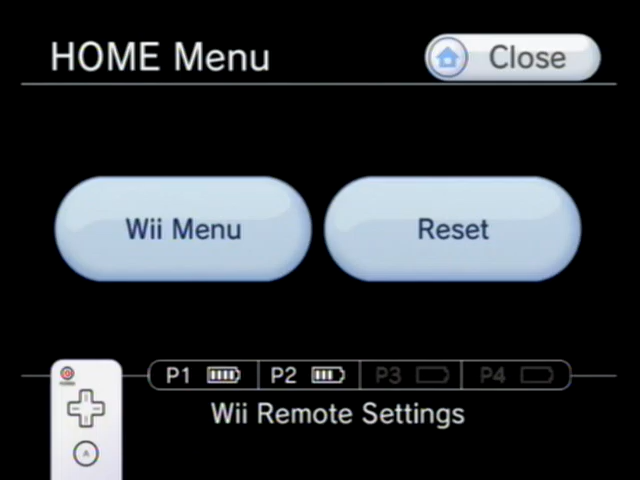 HOME Menu
Close
Wii Menu
Reset
P1 P2 P3 P4
Wii Remote Settings
A